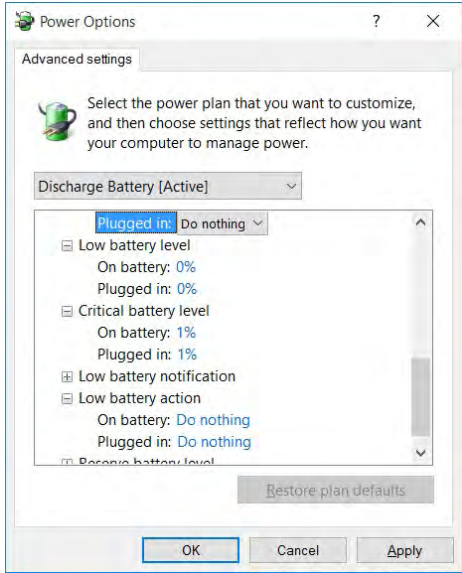 Power Options
?
Advanced settings
Select the power plan that you want to customize,
and then choose settings that reflect how you want
your computer to manage power.
Discharge Battery [Active]
Plugged in: Do nothing
Low battery level
On battery: 0%
Plugged in: 0%
Critical battery level
On battery: 1%
Plugged in: 1%
Low battery notification
Low battery action
On battery: Do nothing
Plugged in: Do nothing
Reserve battery level
Restore plan defaults
OK Cancel Apply